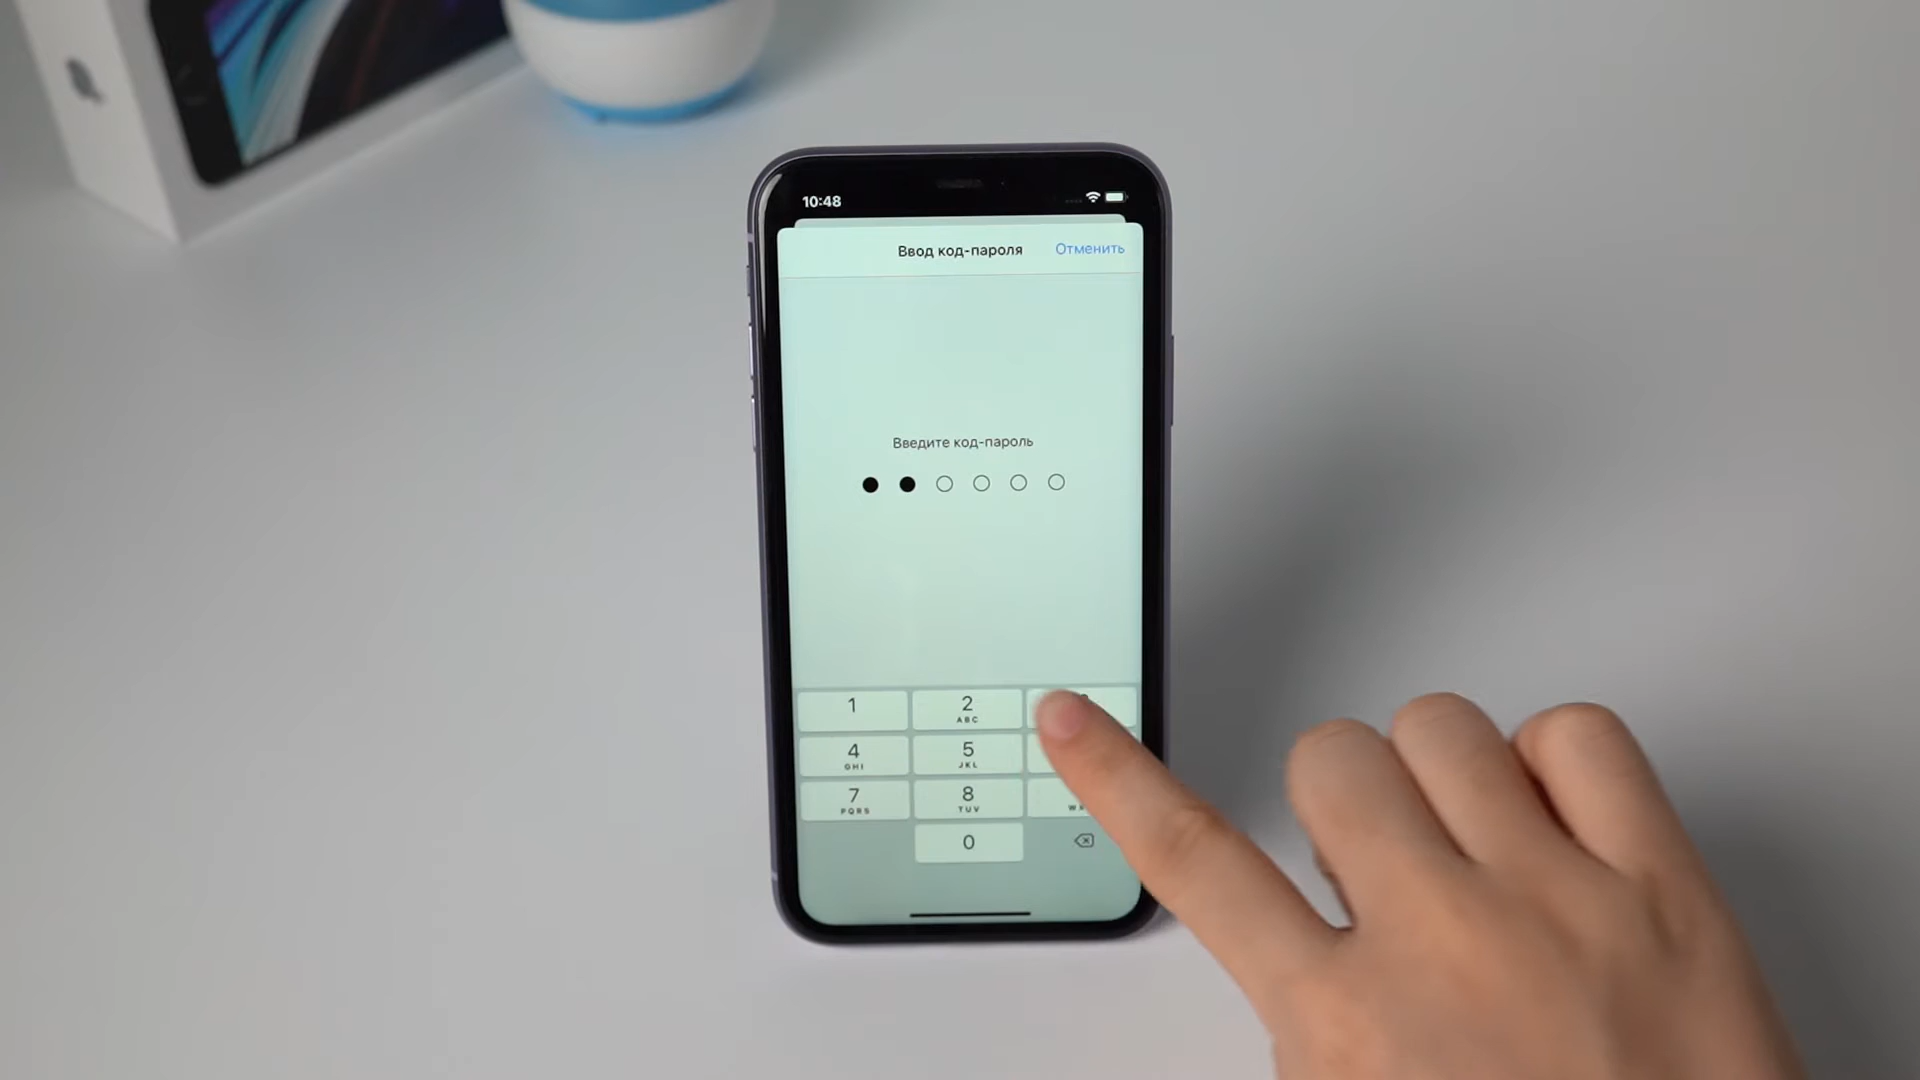 10:48
Ввод код-пароля Отменить
Введите код-пароль
1 2
ABC
4 5
GHI JKL
7 8
PQRS TUV
0